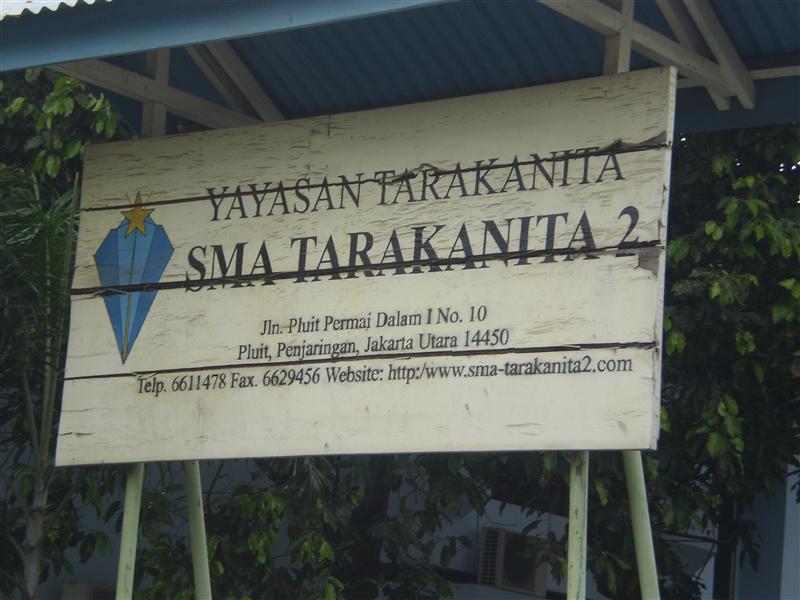 YAYASAN TARAKANITA
SMA TARAKANITA 2
Jln. Pluit Permai Dalam I No. 10
Pluit, Penjaringan, Jakarta Utara 14450
Telp. 6611478 Fax. 6629456 Website: http:/www.sma-tarakanita2.com